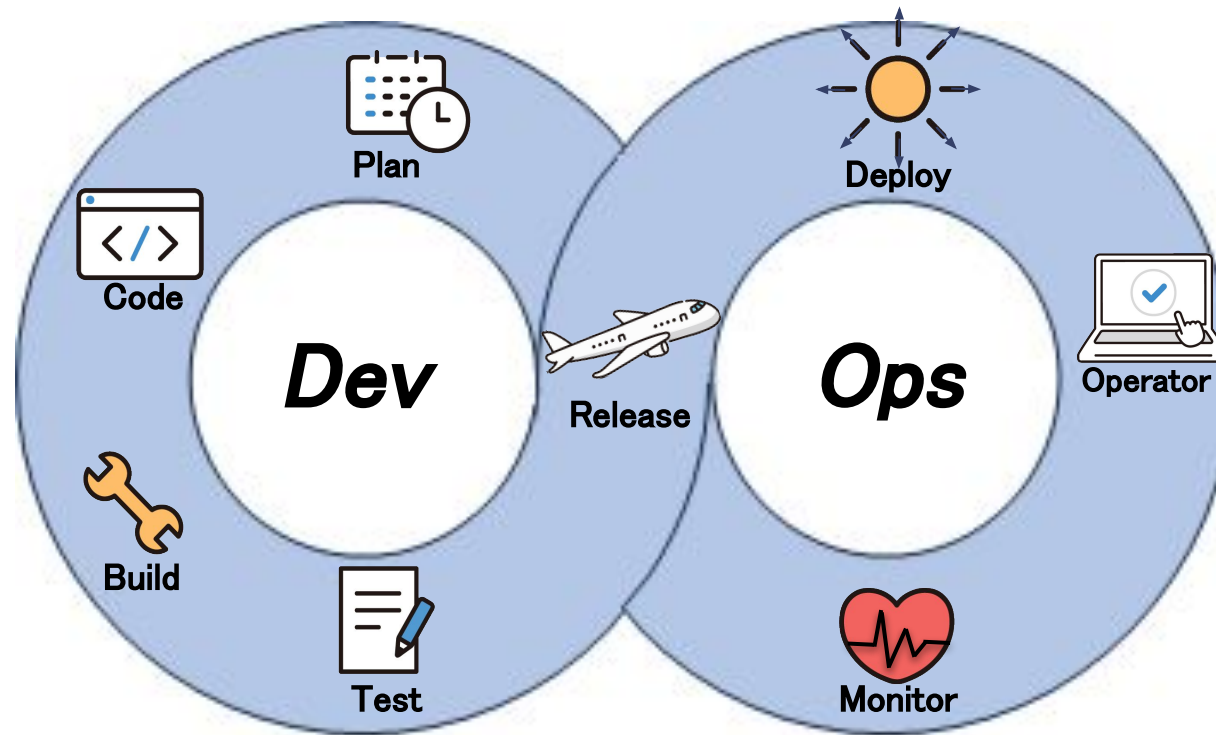 Plan
Deploy
Code
</>
Dev
Ops
Release
Operator
Build
Test
Monitor